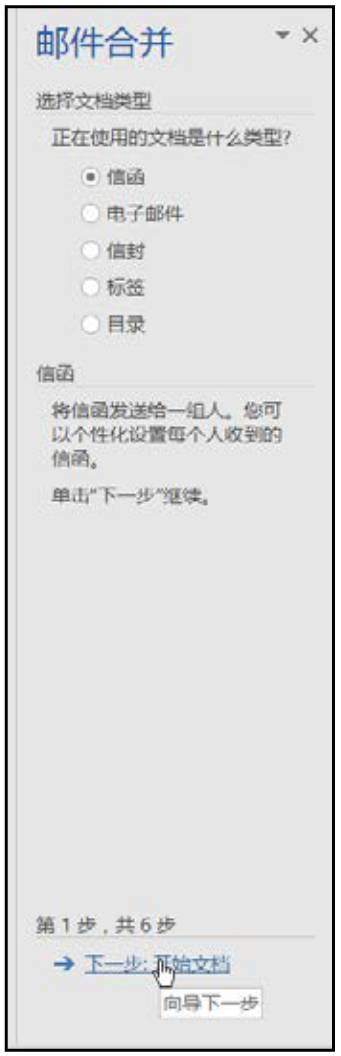 邮件合并
选择文档类型
正在使用的文档是什么类型?
信函
电子邮件
信封
标签
目录
信函
将信函发送给一组人。您可
以个性化设置每个人收到的
信函。
单击"下一步"继续。
第 1 步,共 6 步
下一步: 开始文档
向导下一步